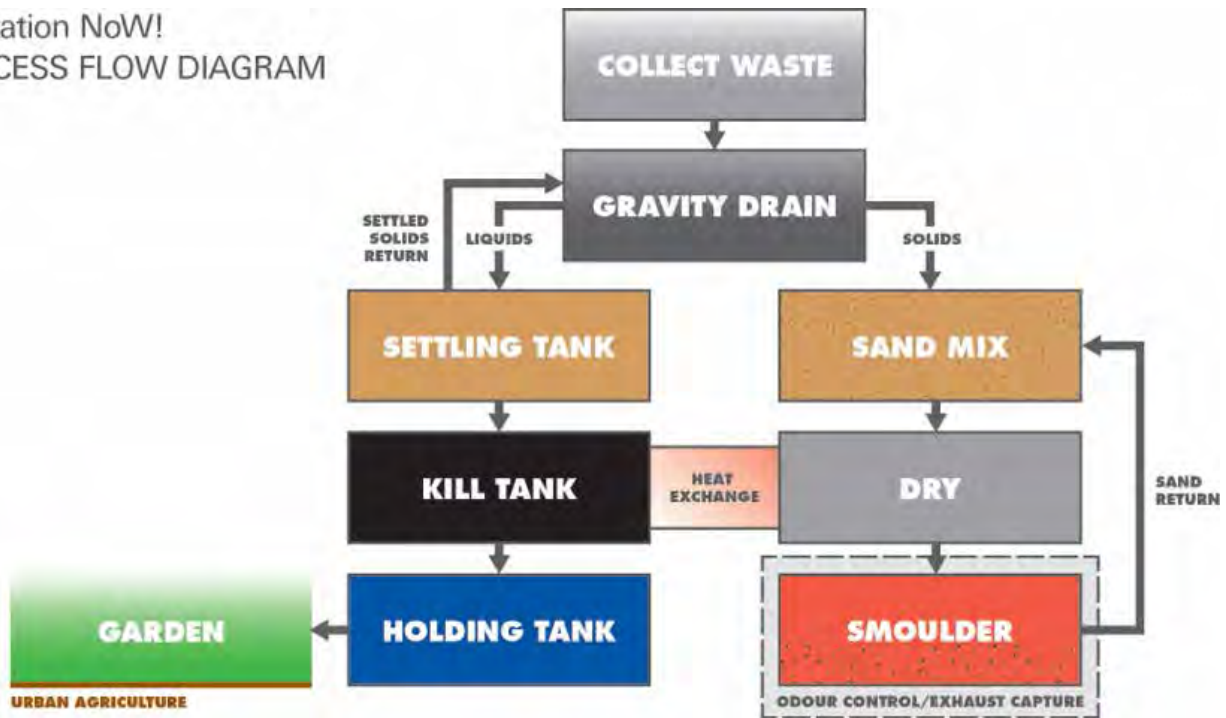 ation NoW!
CESS FLOW DIAGRAM
COLLECT WASTE
GRAVITY DRAIN
SETTLED
SOLIDS
RETURN
LIQUIDS
SOLIDS
SETTLING TANK
SAND MIX
KILL TANK
HEAT
EXCHANGE
DRY
SAND
RETURN
GARDEN
HOLDING TANK
SMOULDER
URBAN AGRICULTURE
ODOUR CONTROL/EXHAUST CAPTURE